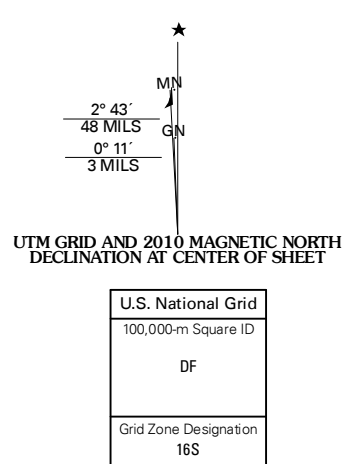 MN
2° 43´
48 MILS
GN
0° 11´
3 MILS
UTM GRID AND 2010 MAGNETIC NORTH
DECLINATION AT CENTER OF SHEET
U.S. National Grid
100,000-m Square ID
DF
Grid Zone Designation
16S